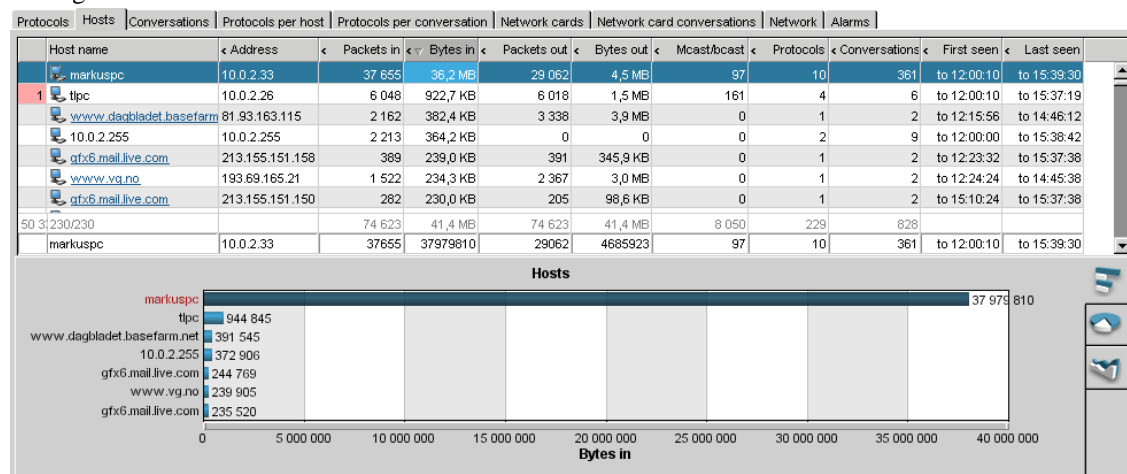 Protocols Hosts Conversations Protocols per host Protocols per conversation Network cards Network card conversations Network Alarms
Host name Address Packets in Bytes in Packets out Bytes out Mcast/bcast Protocols Conversations First seen Last seen
markuspc 10.0.2.33 37 655 36,2 MB 29 062 4,5 MB 97 10 361 to 12:00:10 to 15:39:30
1 tlpc 10.0.2.26 6 048 922,7 KB 6 018 1,5 MB 161 4 6 to 12:00:10 to 15:37:19
www.dagbladet.basefarm 81.93.163.115 2 162 382,4 KB 3 338 3,9 MB 0 1 2 to 12:15:56 to 14:46:12
10.0.2.255 10.0.2.255 2 213 364,2 KB 0 0 0 2 9 to 12:00:00 to 15:38:42
gfx6.mail.live.com 213.155.151.158 389 239,0 KB 391 345,9 KB 0 1 2 to 12:23:32 to 15:37:38
www.vg.no 193.69.165.21 1 522 234,3 KB 2 367 3,0 MB 0 1 2 to 12:24:24 to 14:45:38
gfx6.mail.live.com 213.155.151.150 282 230,0 KB 205 98,6 KB 0 1 2 to 15:10:24 to 15:37:38
50 3 230/230 74 623 41,4 MB 74 623 41,4 MB 8 050 229 828
markuspc 10.0.2.33 37655 37979810 29062 4685923 97 10 361 to 12:00:10 to 15:39:30
Hosts
markuspc 37 979 810
tlpc 944 845
www.dagbladet.basefarm.net 391 545
10.0.2.255 372 906
gfx6.mail.live.com 244 769
www.vg.no 239 905
gfx6.mail.live.com 235 520
0 5 000 000 10 000 000 15 000 000 20 000 000 25 000 000 30 000 000 35 000 000 40 000 000
Bytes in